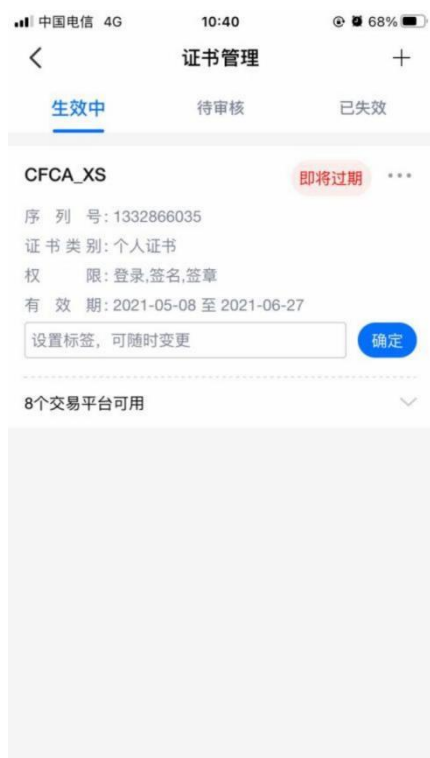 中国电信 4G 10:40 68%
证书管理
生效中 待审核 已失效
CFCA_XS 即将过期
序列号: 1332866035
证书类别: 个人证书
权限: 登录,签名,签章
有效期: 2021-05-08 至 2021-06-27
设置标签，可随时变更 确定
8个交易平台可用